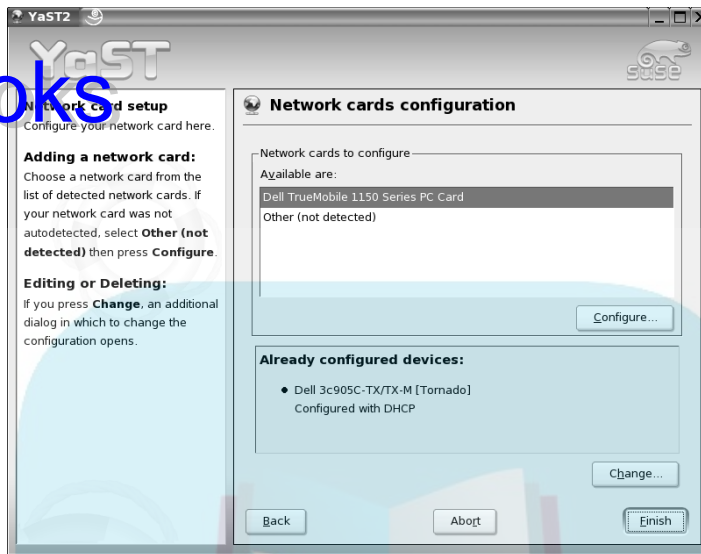 YaST2
YaST
SUSE
oks
Network card setup
Configure your network card here.
Adding a network card:
Choose a network card from the
list of detected network cards. If
your network card was not
autodetected, select Other (not
detected) then press Configure.
Editing or Deleting:
If you press Change, an additional
dialog in which to change the
configuration opens.
Network cards configuration
Network cards to configure
Available are:
Dell TrueMobile 1150 Series PC Card
Other (not detected)
Configure...
Already configured devices:
Dell 3c905C-TX/TX-M [Tornado]
Configured with DHCP
Change...
Back
Abort
Finish